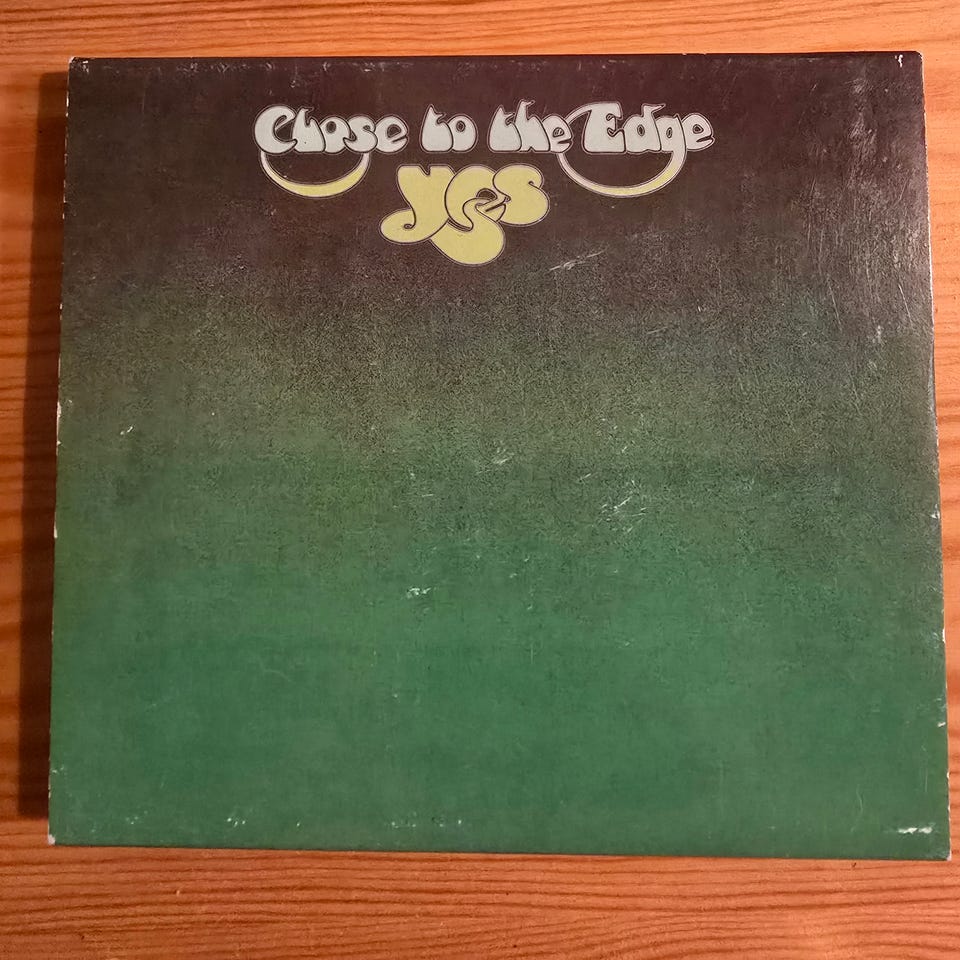 Close to the Edge
Yes